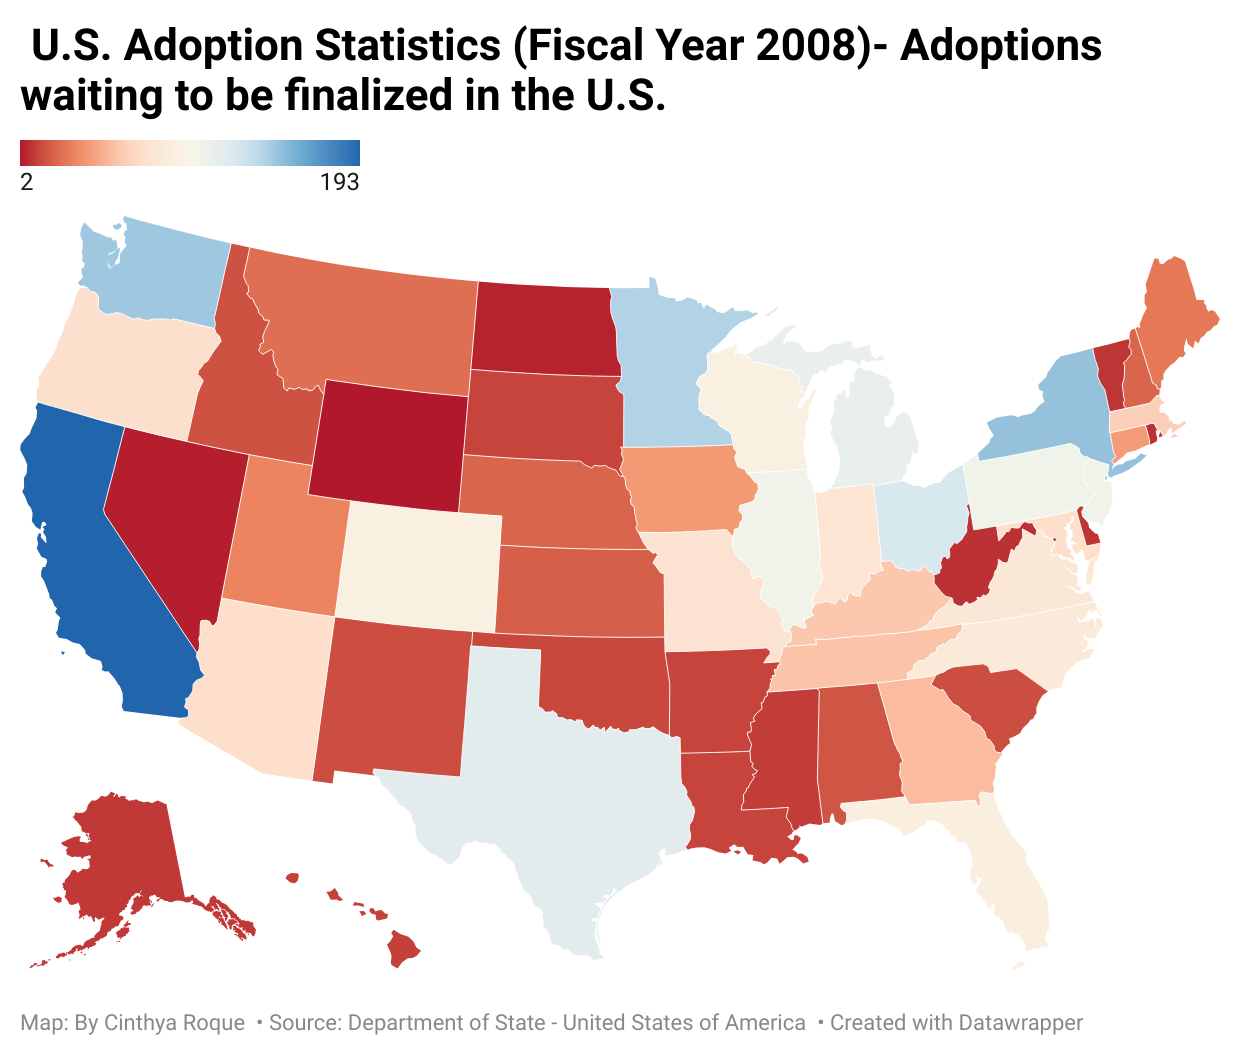 U.S. Adoption Statistics (Fiscal Year 2008)- Adoptions
waiting to be finalized in the U.S.
2 193
Map: By Cinthya Roque • Source: Department of State - United States of America • Created with Datawrapper